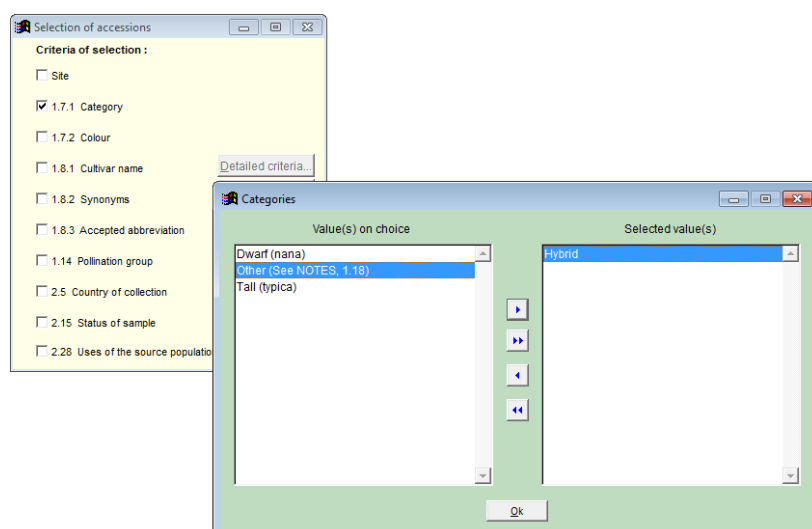 Selection of accessions
Criteria of selection :
Site
1.7.1 Category
1.7.2 Colour
1.8.1 Cultivar name
Detailed criteria...
1.8.2 Synonyms
1.8.3 Accepted abbreviation
1.14 Pollination group
2.5 Country of collection
2.15 Status of sample
2.28 Uses of the source populatio
Categories
Value(s) on choice
Selected value(s)
Dwarf (nana)
Other (See NOTES, 1.18)
Tall (typica)
Hybrid
Ok